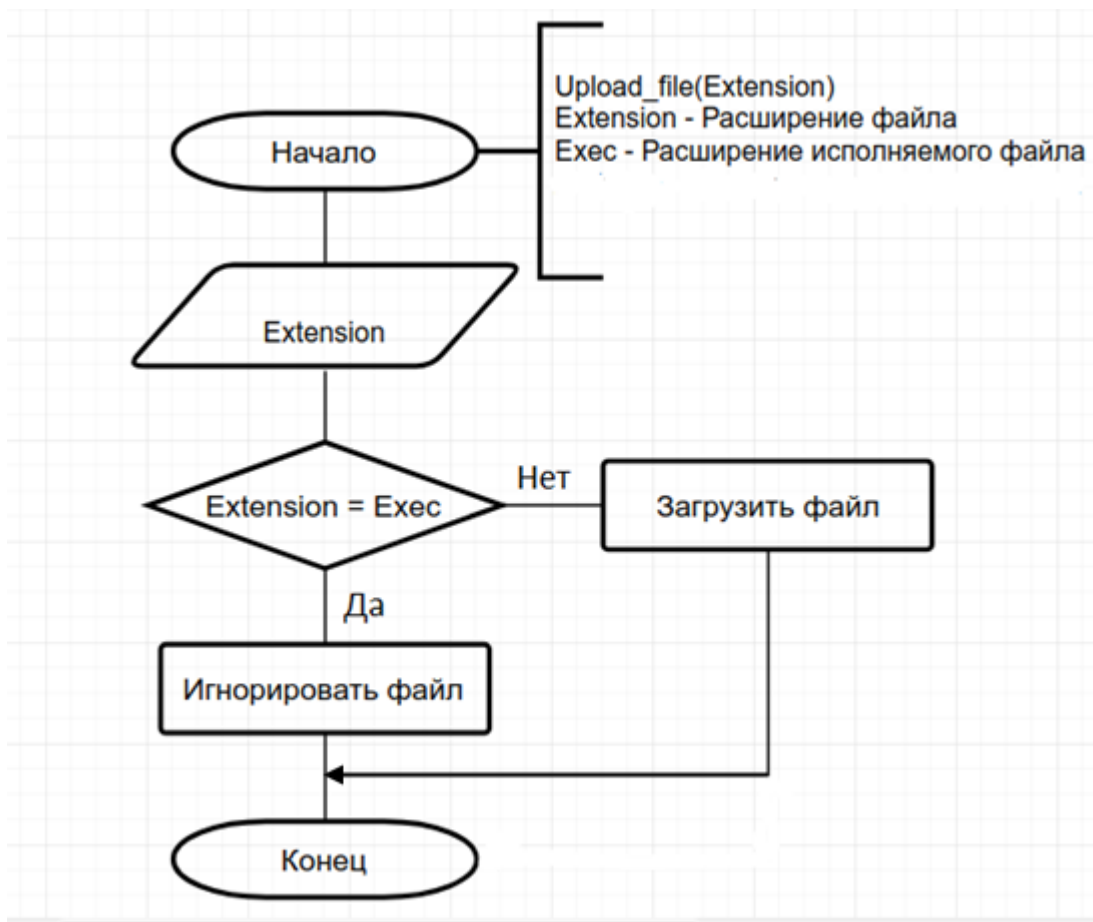 Upload_file(Extension)
Extension - Расширение файла
Exec - Расширение исполняемого файла
Начало
Extension
Extension = Exec
Нет
Загрузить файл
Да
Игнорировать файл
Конец